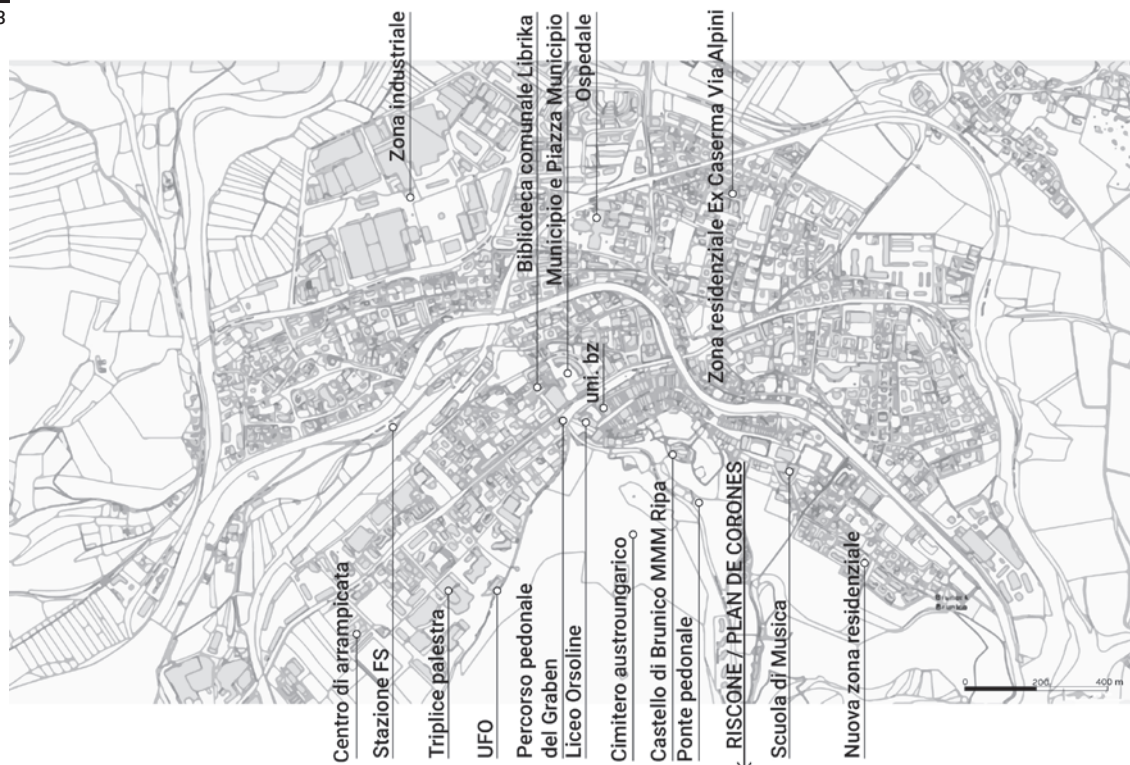 3
Zona industriale
Biblioteca comunale Librika
Municipio e Piazza Municipio
Ospedale
Zona residenziale Ex Caserma Via Alpini
uni. bz
Centro di arrampicata
Stazione FS
Triplice palestra
UFO
Percorso pedonale
del Graben
Liceo Orsoline
Cimitero austroungarico
Castello di Brunico MMM Ripa
Ponte pedonale
RISCONE / PLAN DE CORONES
Scuola di Musica
Nuova zona residenziale
0 200 400 m